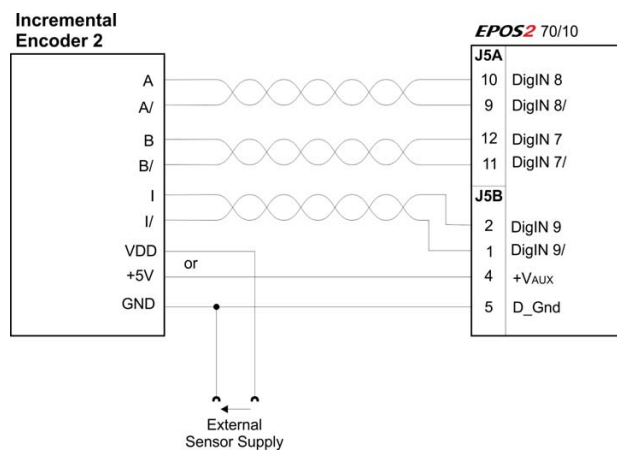 Incremental
Encoder 2
EPOS2 70/10
J5A
A 10 DigIN 8
A/ 9 DigIN 8/
B 12 DigIN 7
B/ 11 DigIN 7/
J5B
I 2 DigIN 9
I/ 1 DigIN 9/
VDD or
+5V 4 +VAUX
GND 5 D_Gnd
External
Sensor Supply